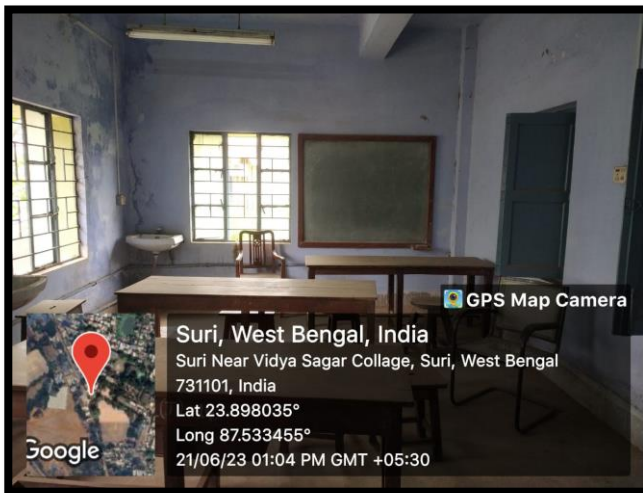 GPS Map Camera
Suri, West Bengal, India
Suri Near Vidya Sagar Collage, Suri, West Bengal
731101, India
Lat 23.898035°
Long 87.533455°
21/06/23 01:04 PM GMT +05:30
Google